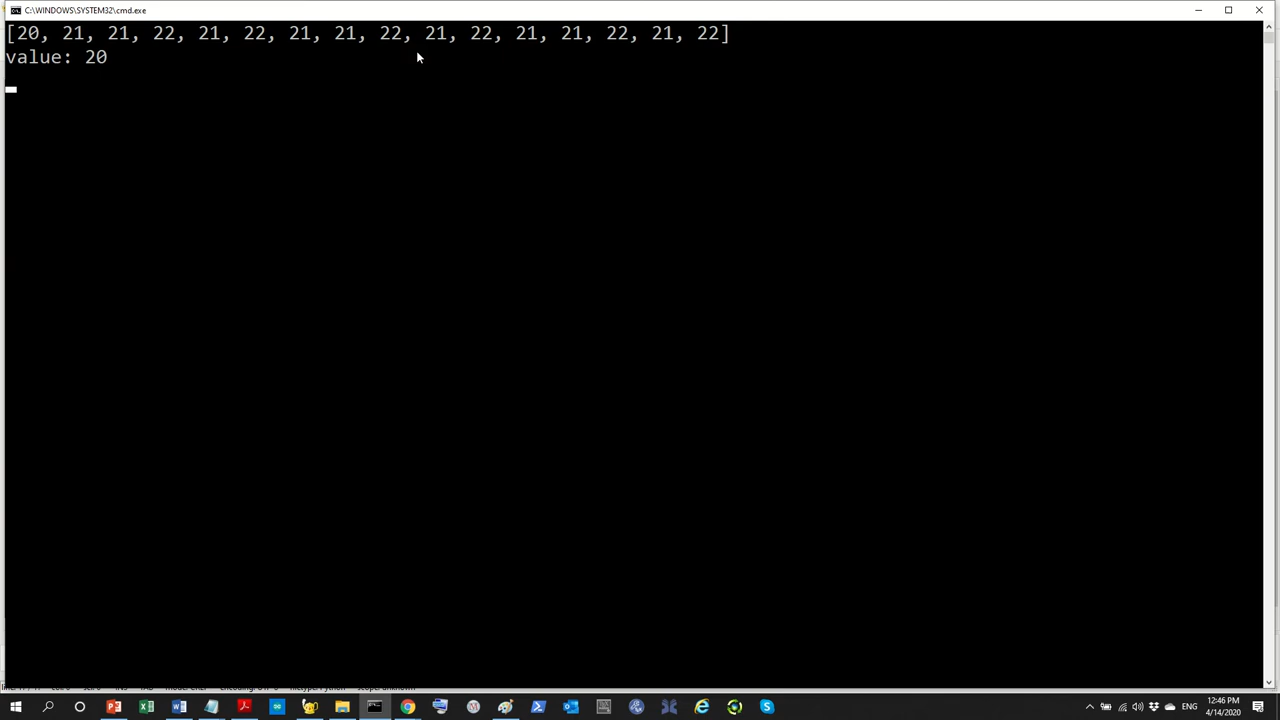 C:\WINDOWS\SYSTEM32\cmd.exe
[20, 21, 21, 22, 21, 22, 21, 21, 22, 21, 22, 21, 21, 22, 21, 22]
value: 20
ENG
12:46 PM
4/14/2020